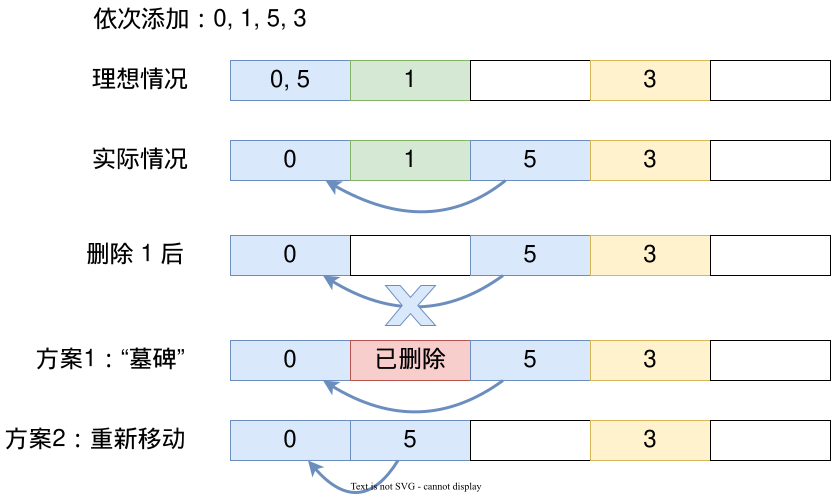 依次添加：0, 1, 5, 3
理想情况 0, 5 1 3
实际情况 0 1 5 3
删除 1 后 0 5 3
X
方案1：“墓碑” 0 已删除 5 3
方案2：重新移动 0 5 3
Text is not SVG - cannot display